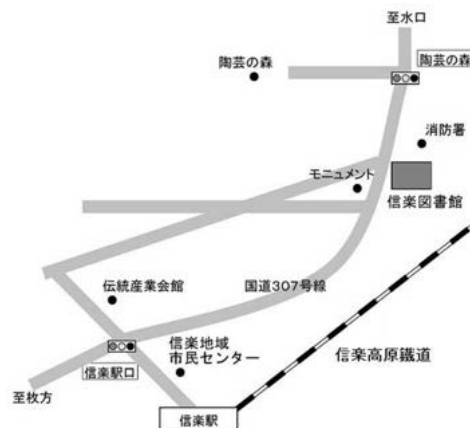 至水口
陶芸の森
陶芸の森
消防署
モニュメント
信楽図書館
伝統産業会館
国道307号線
信楽地域
市民センター
信楽高原鐵道
信楽駅口
至枚方
信楽駅